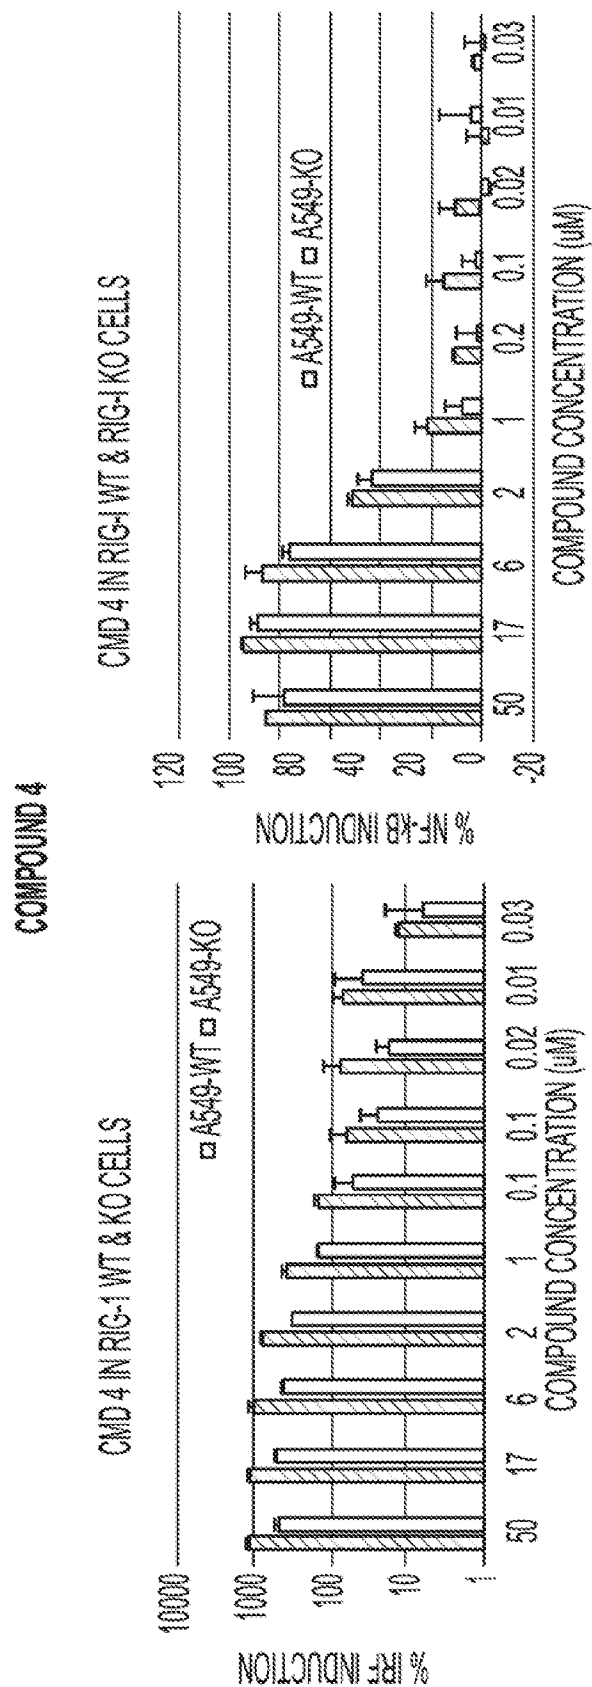 COMPOUND 4
CMD 4 IN RIG-1 WT & KO CELLS
% IRF INDUCTION
10000
1000
100
10
1
A549-WT A549-KO
50 17 6 2 1 0.1 0.1 0.02 0.01 0.03
COMPOUND CONCENTRATION (uM)
CMD 4 IN RIG-I WT & RIG-I KO CELLS
% NF-kB INDUCTION
120
100
80
40
20
0
-20
A549-WT A549-KO
50 17 6 2 1 0.2 0.1 0.02 0.01 0.03
COMPOUND CONCENTRATION (uM)